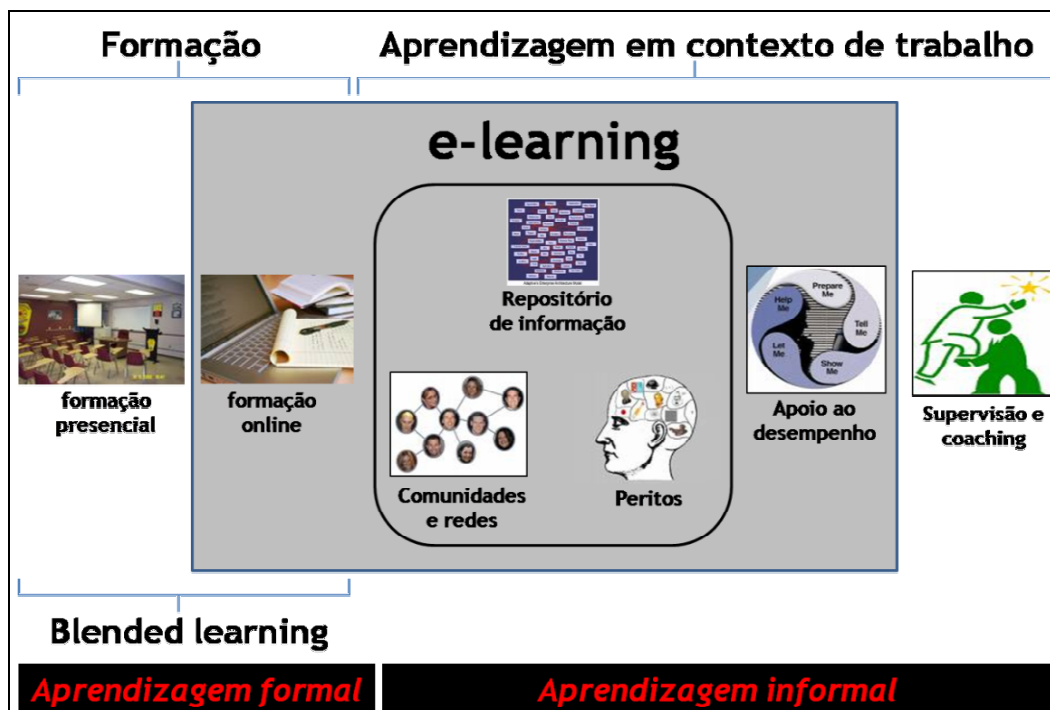 Formação
Aprendizagem em contexto de trabalho
e-learning
Repositório
de informação
Prepare
Me
Help
Me
Tell
Me
Let
Me
Show
Me
formação
presencial
formação
online
Comunidades
e redes
Peritos
Apoio ao
desempenho
Supervisão e
coaching
Blended learning
Aprendizagem formal
Aprendizagem informal